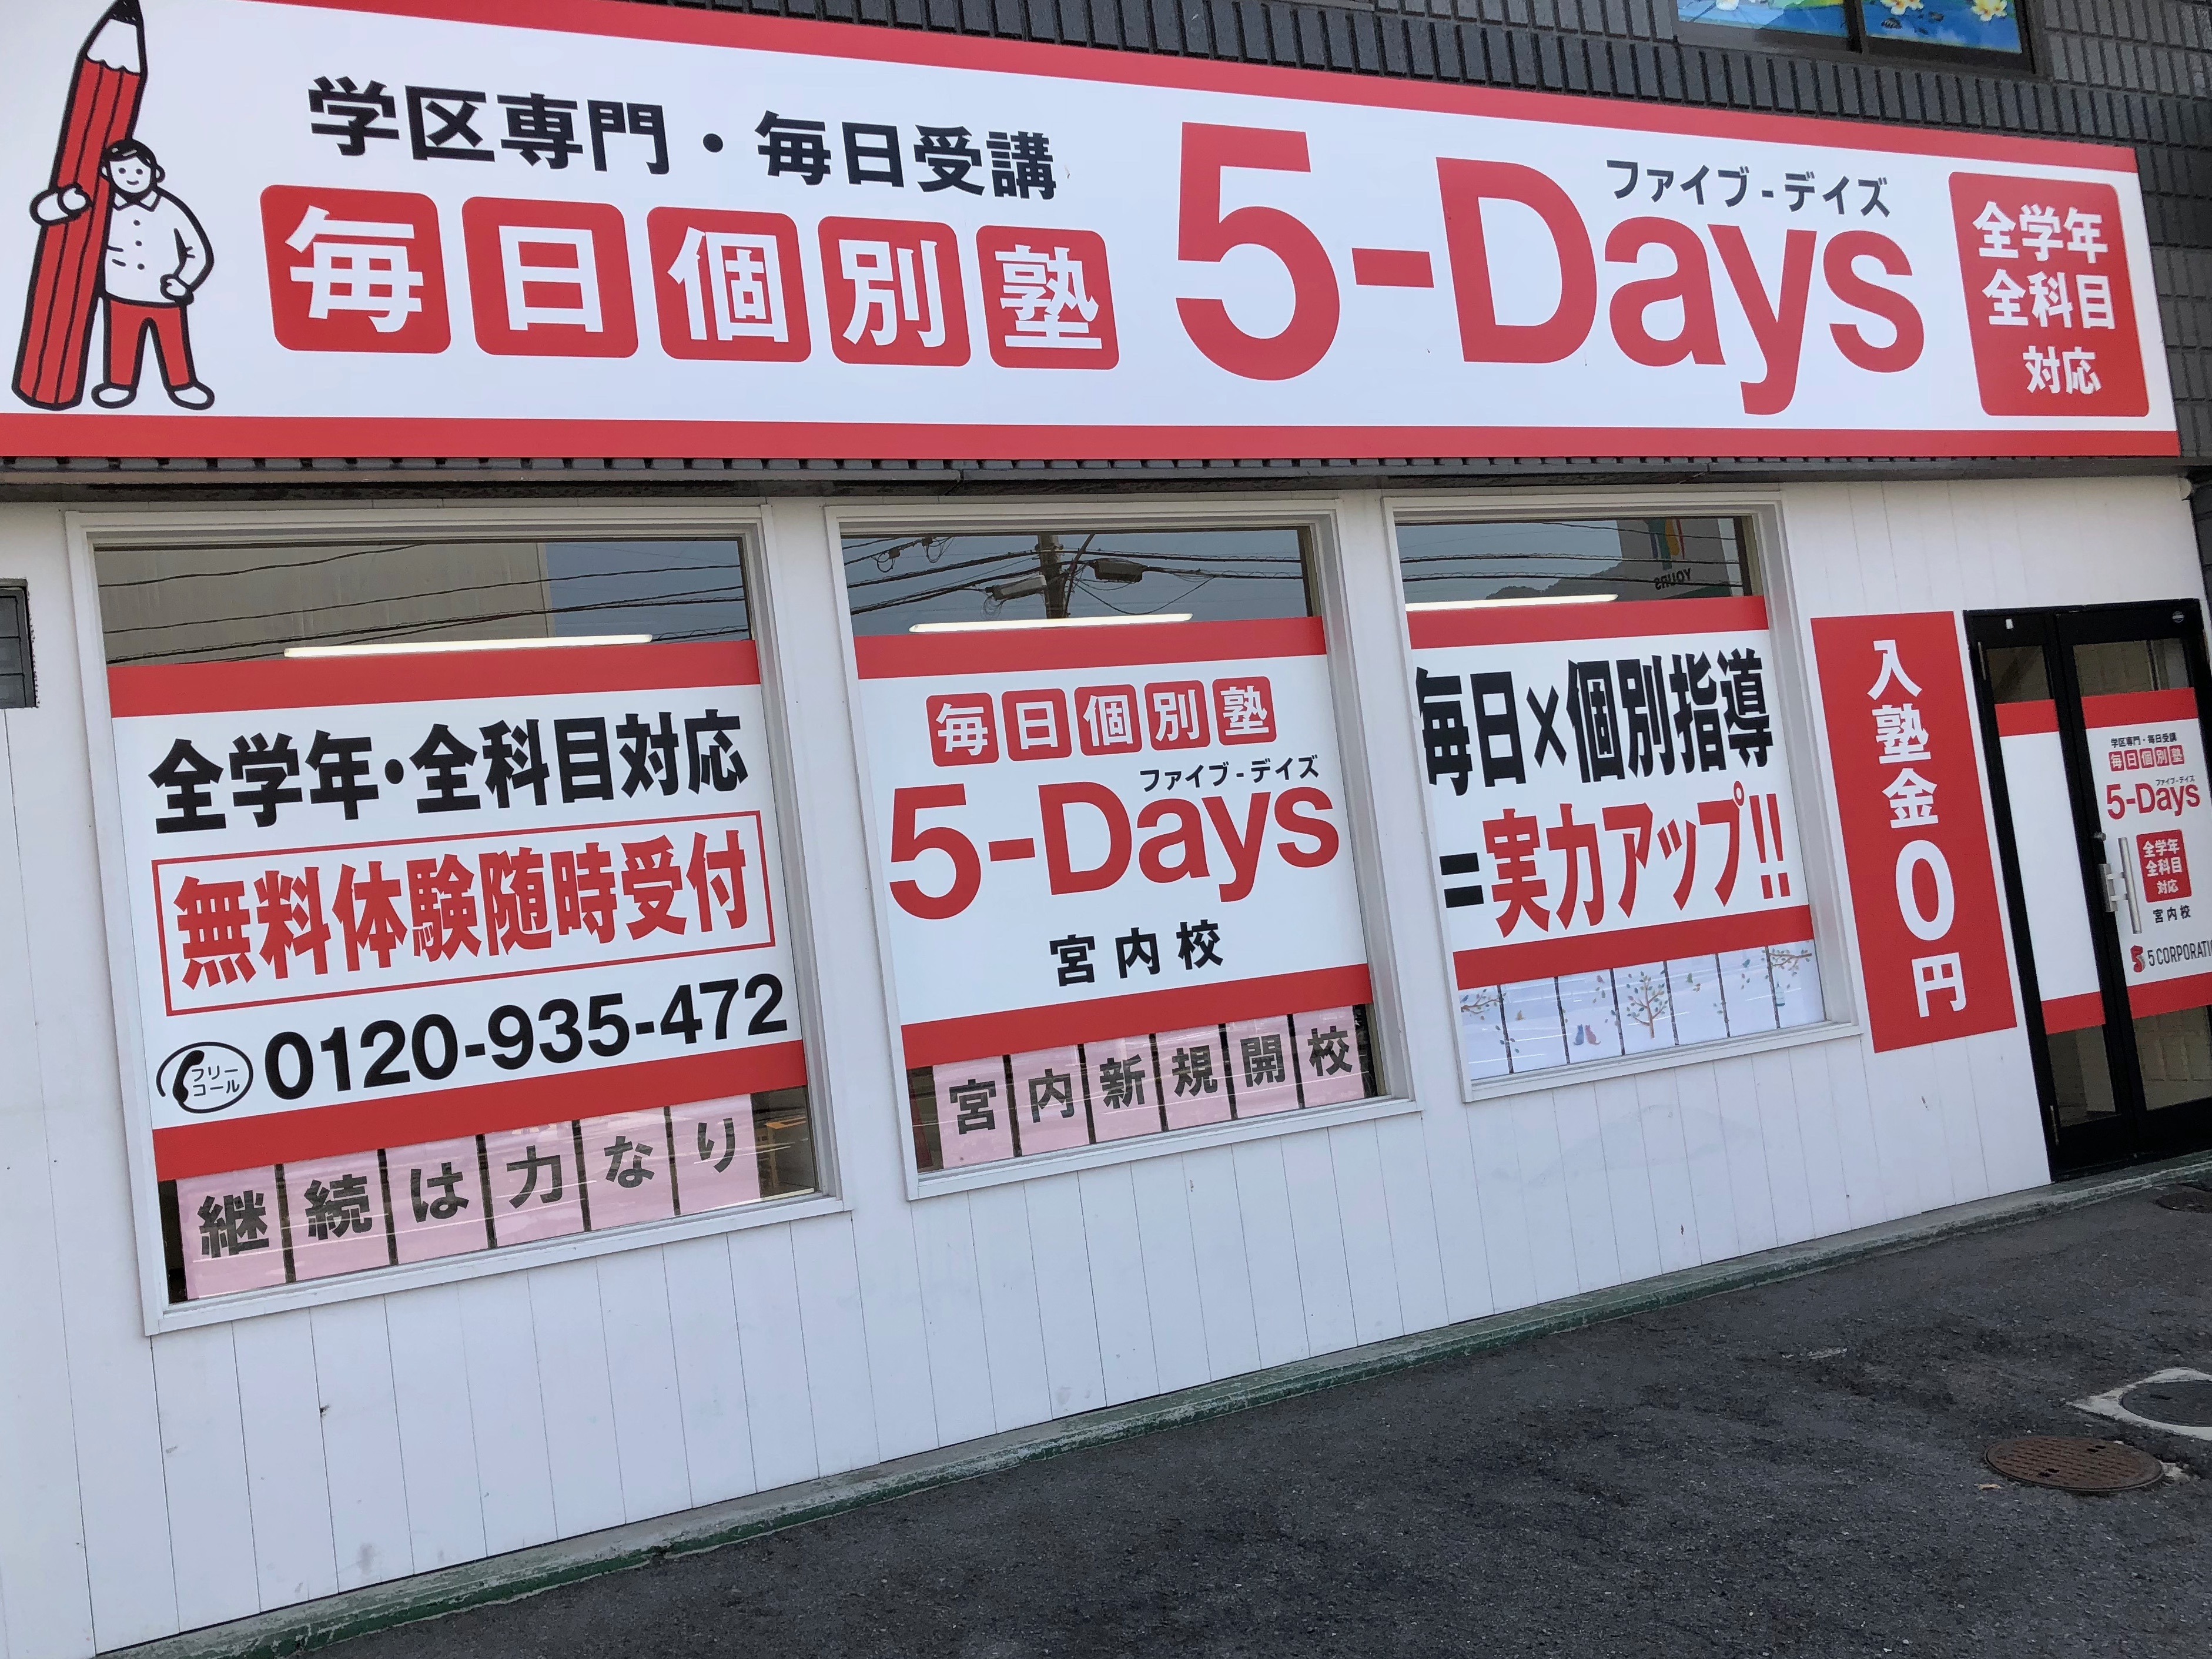 学区専門・毎日受講
毎日個別塾
ファイブ-デイズ
5-Days
全学年
全科目
対応
全学年・全科目対応
無料体験随時受付
フリー
コール
0120-935-472
継続は力なり
毎日個別塾
ファイブ-デイズ
5-Days
宮内校
宮内新規開校
YOURS
毎日×個別指導
=実力アップ!!
入塾金0円
学区専門・毎日受講
毎日個別塾
ファイブ-デイズ
5-Days
全学年
全科目
対応
宮内校
5 CORPORATI